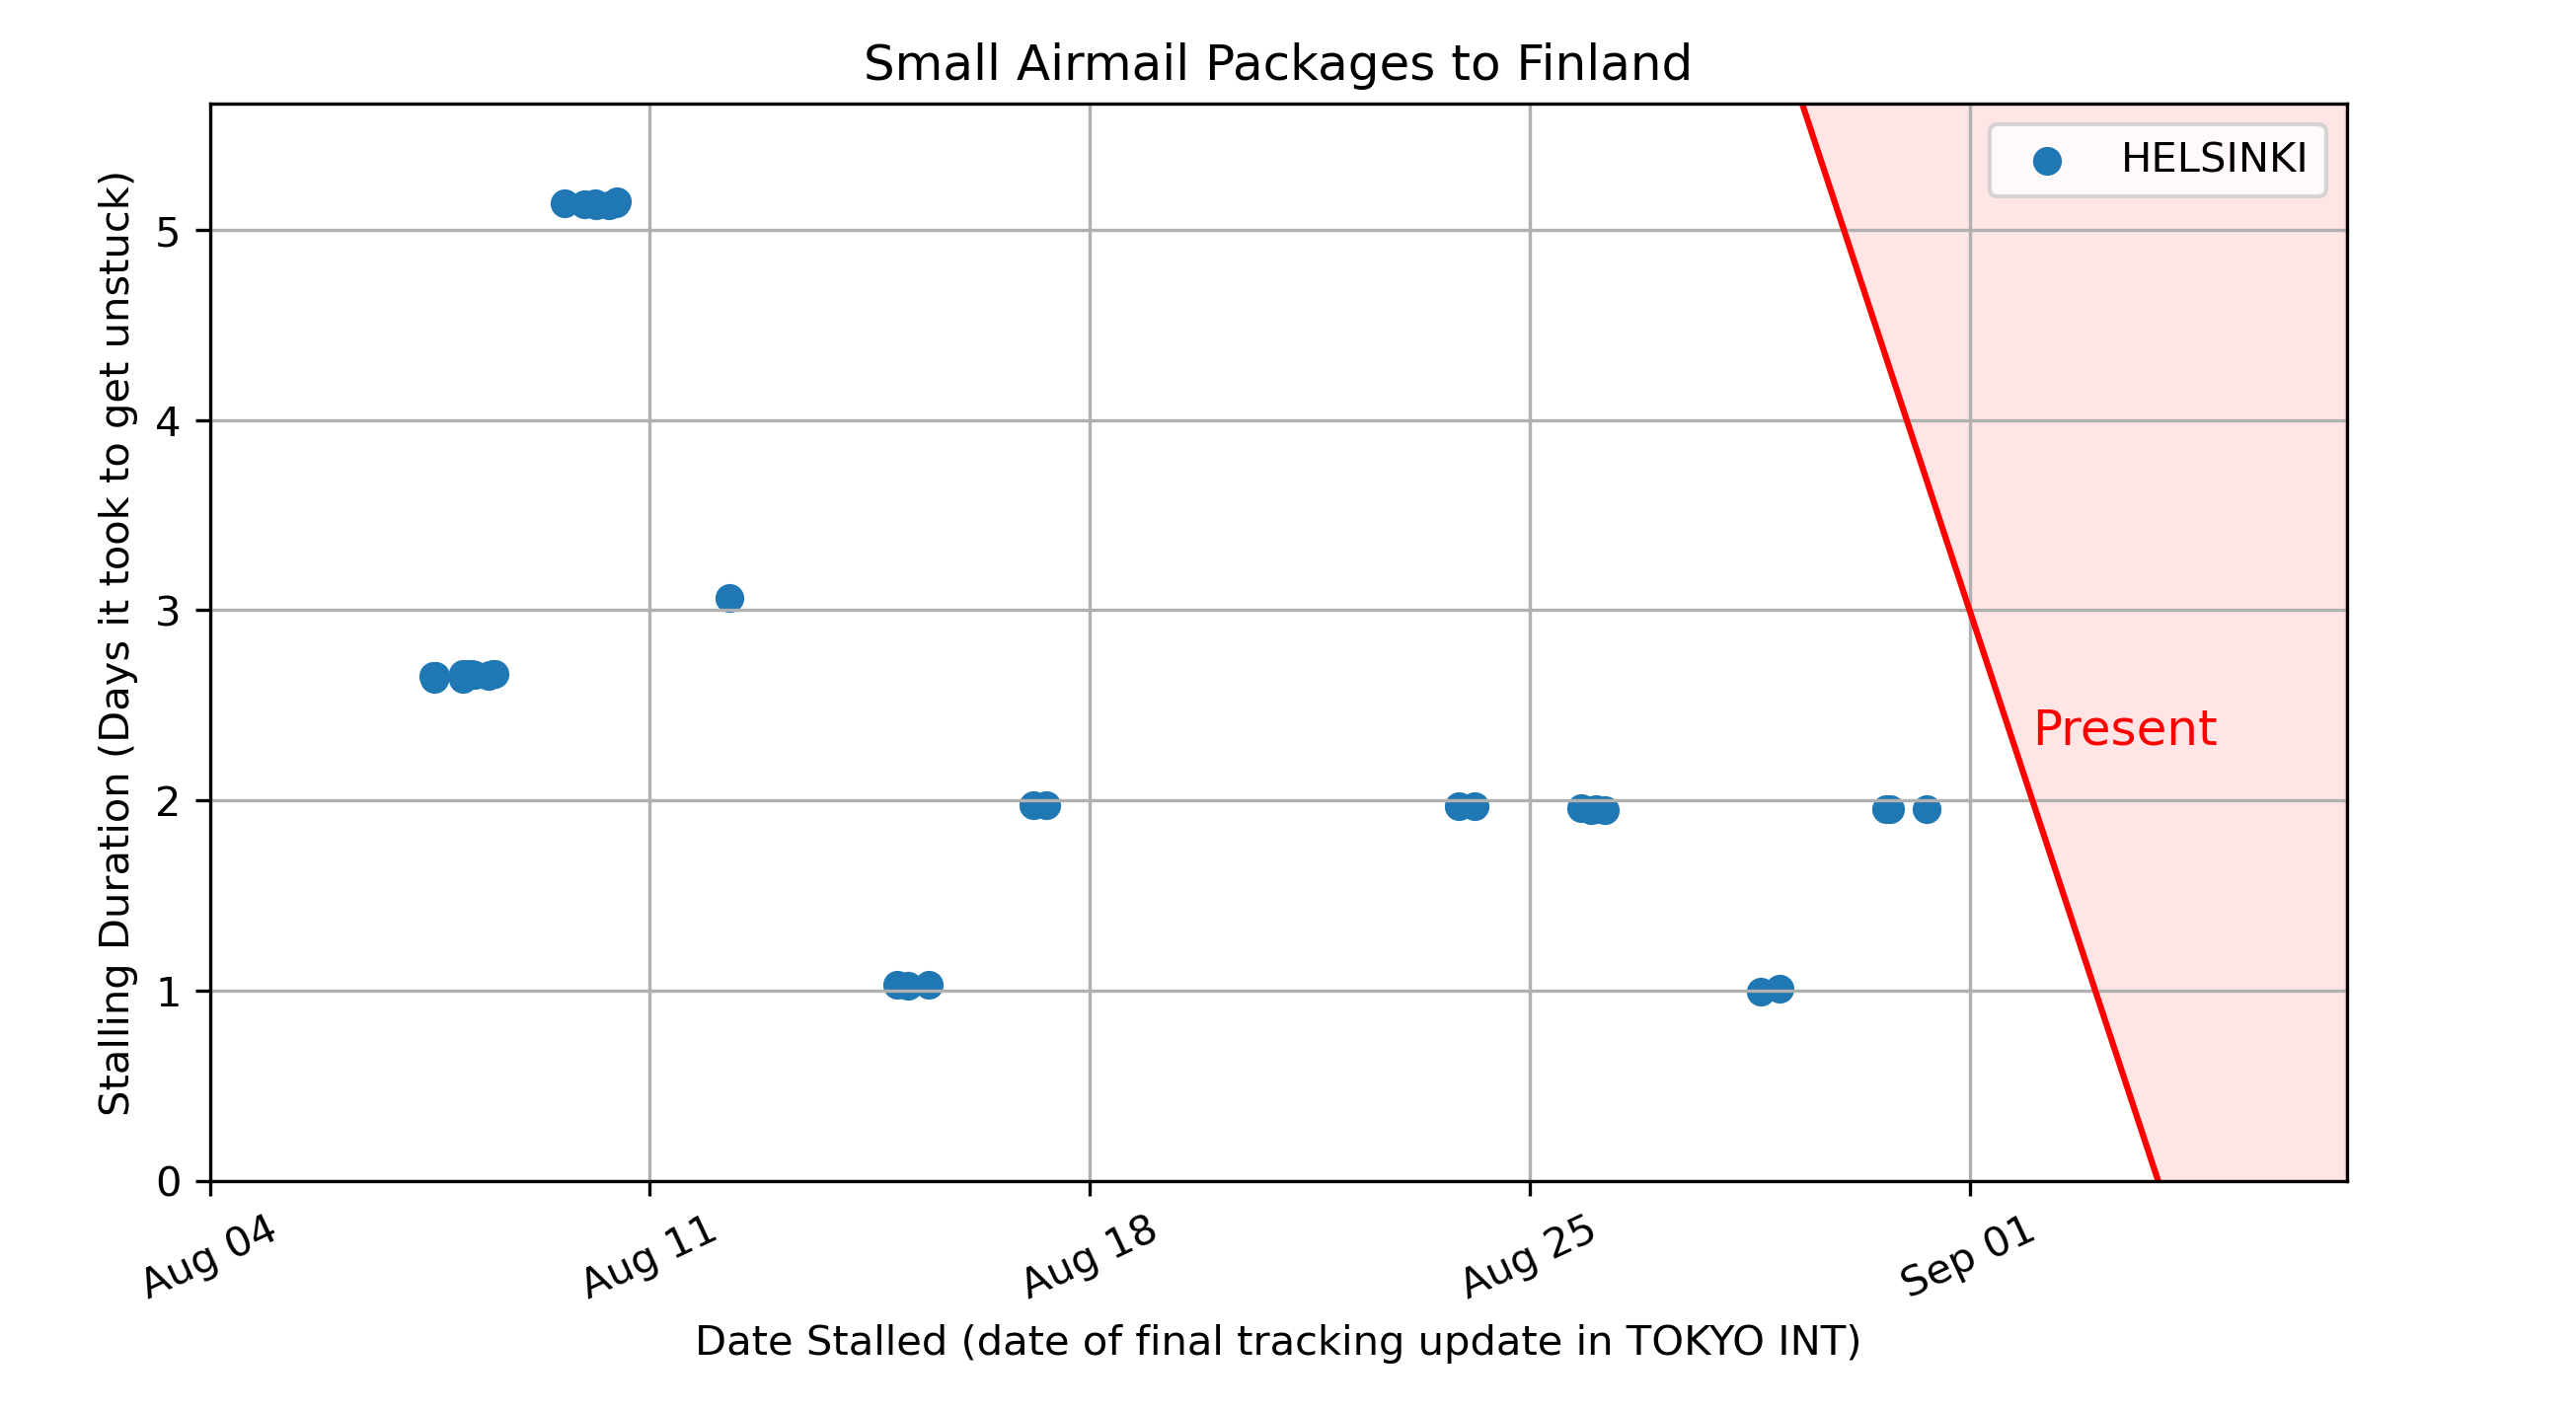 Small Airmail Packages to Finland
HELSINKI
Stalling Duration (Days it took to get unstuck)
5
4
3
2
1
0
Present
Aug 04
Aug 11
Aug 18
Aug 25
Sep 01
Date Stalled (date of final tracking update in TOKYO INT)